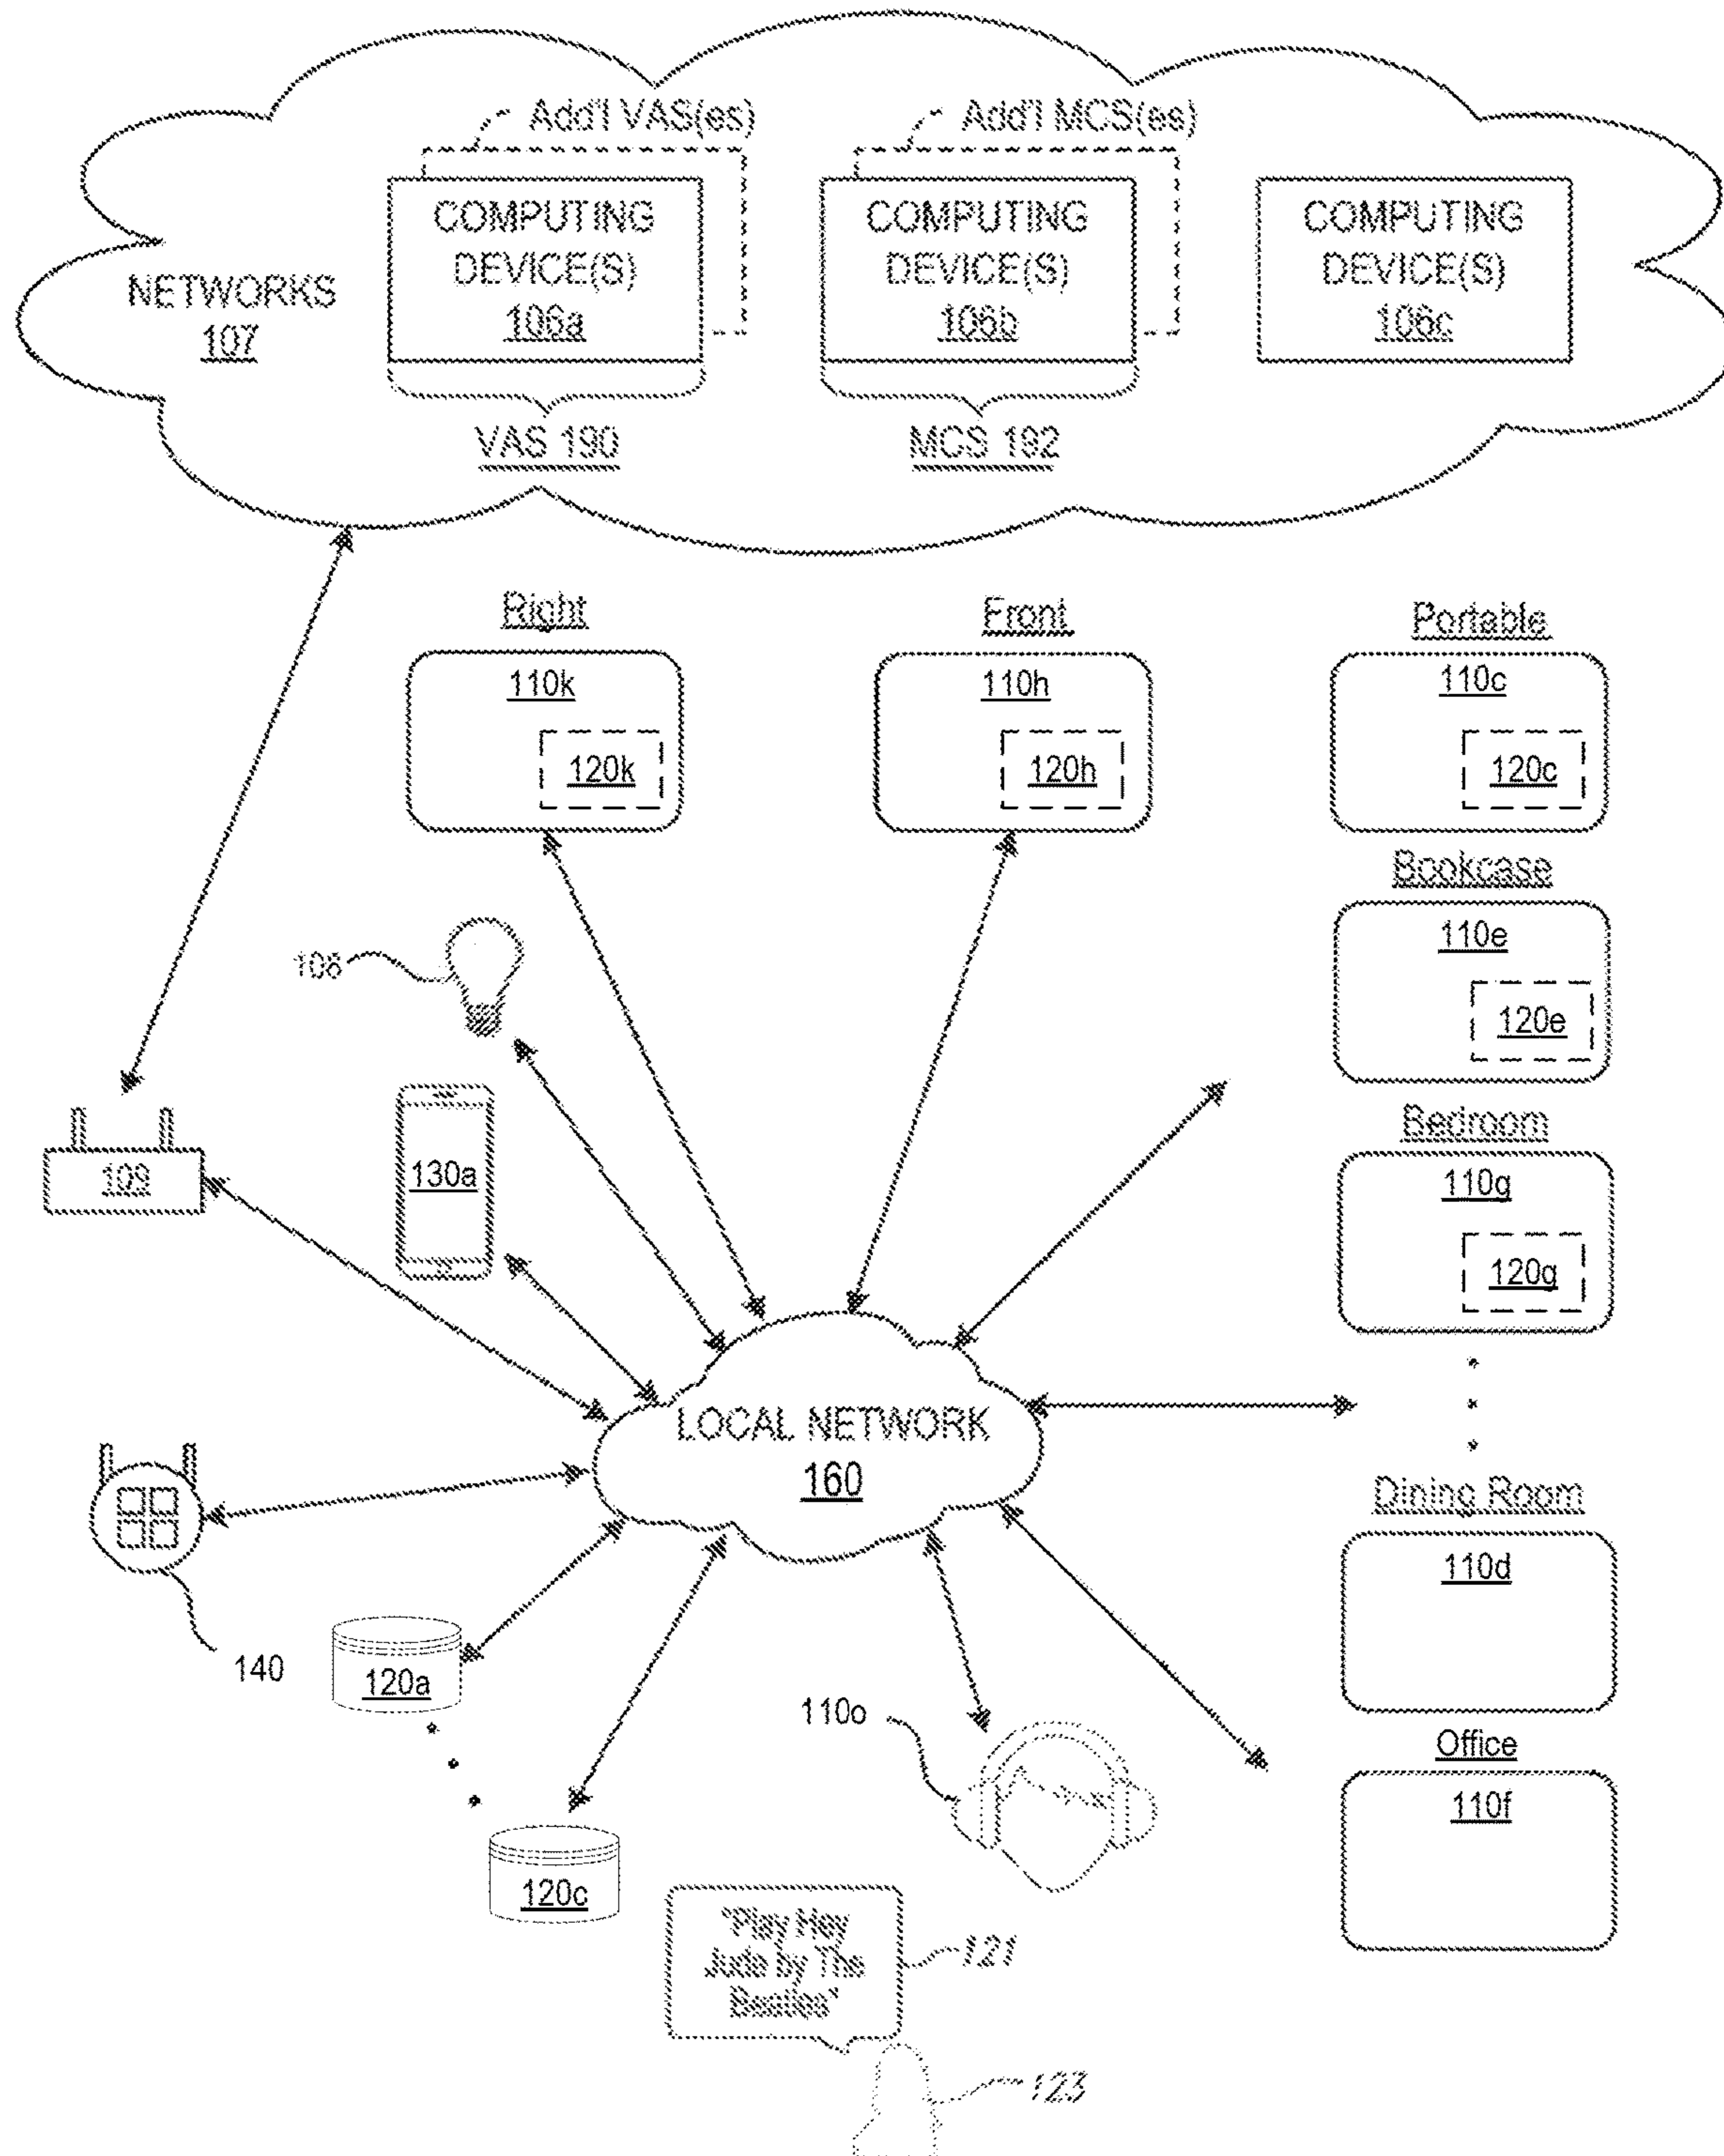 Add'l VAS(es)
Add'l MCS(es)
COMPUTING
DEVICE(S)
106a
COMPUTING
DEVICE(S)
106b
COMPUTING
DEVICE(S)
106c
NETWORKS
107
VAS 190
MCS 192
Right
110k
120k
Front
110h
120h
Portable
110c
120c
Bookcase
110e
120e
Bedroom
110g
120g
108
109
130a
LOCAL NETWORK
160
Dining Room
110d
Office
110f
140
120a
120c
110o
"Play Hey
Jude by The
Beatles"
121
123